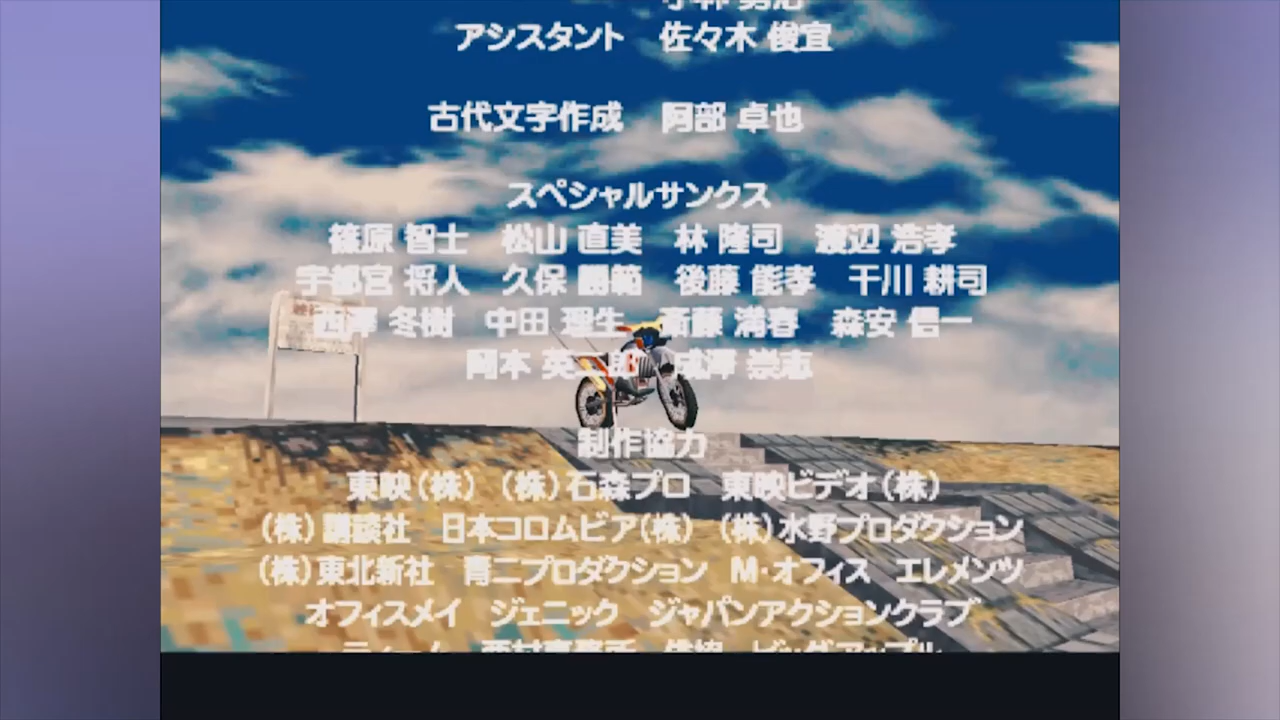 アシスタント 佐々木 俊宜
古代文字作成 阿部 卓也
スペシャルサンクス
篠原 智士 松山 直美 林 隆司 渡辺 浩孝
宇都宮 将人 久保 勝範 後藤 能孝 干川 耕司
西澤 冬樹 中田 理生 斎藤 満春 森安 信一
岡本 英二郎 成澤 崇志
制作協力
東映(株) (株)石森プロ 東映ビデオ(株)
(株)講談社 日本コロムビア(株) (株)水野プロダクション
(株)東北新社 青二プロダクション M・オフィス エレメンツ
オフィスメイ ジェニック ジャパンアクションクラブ